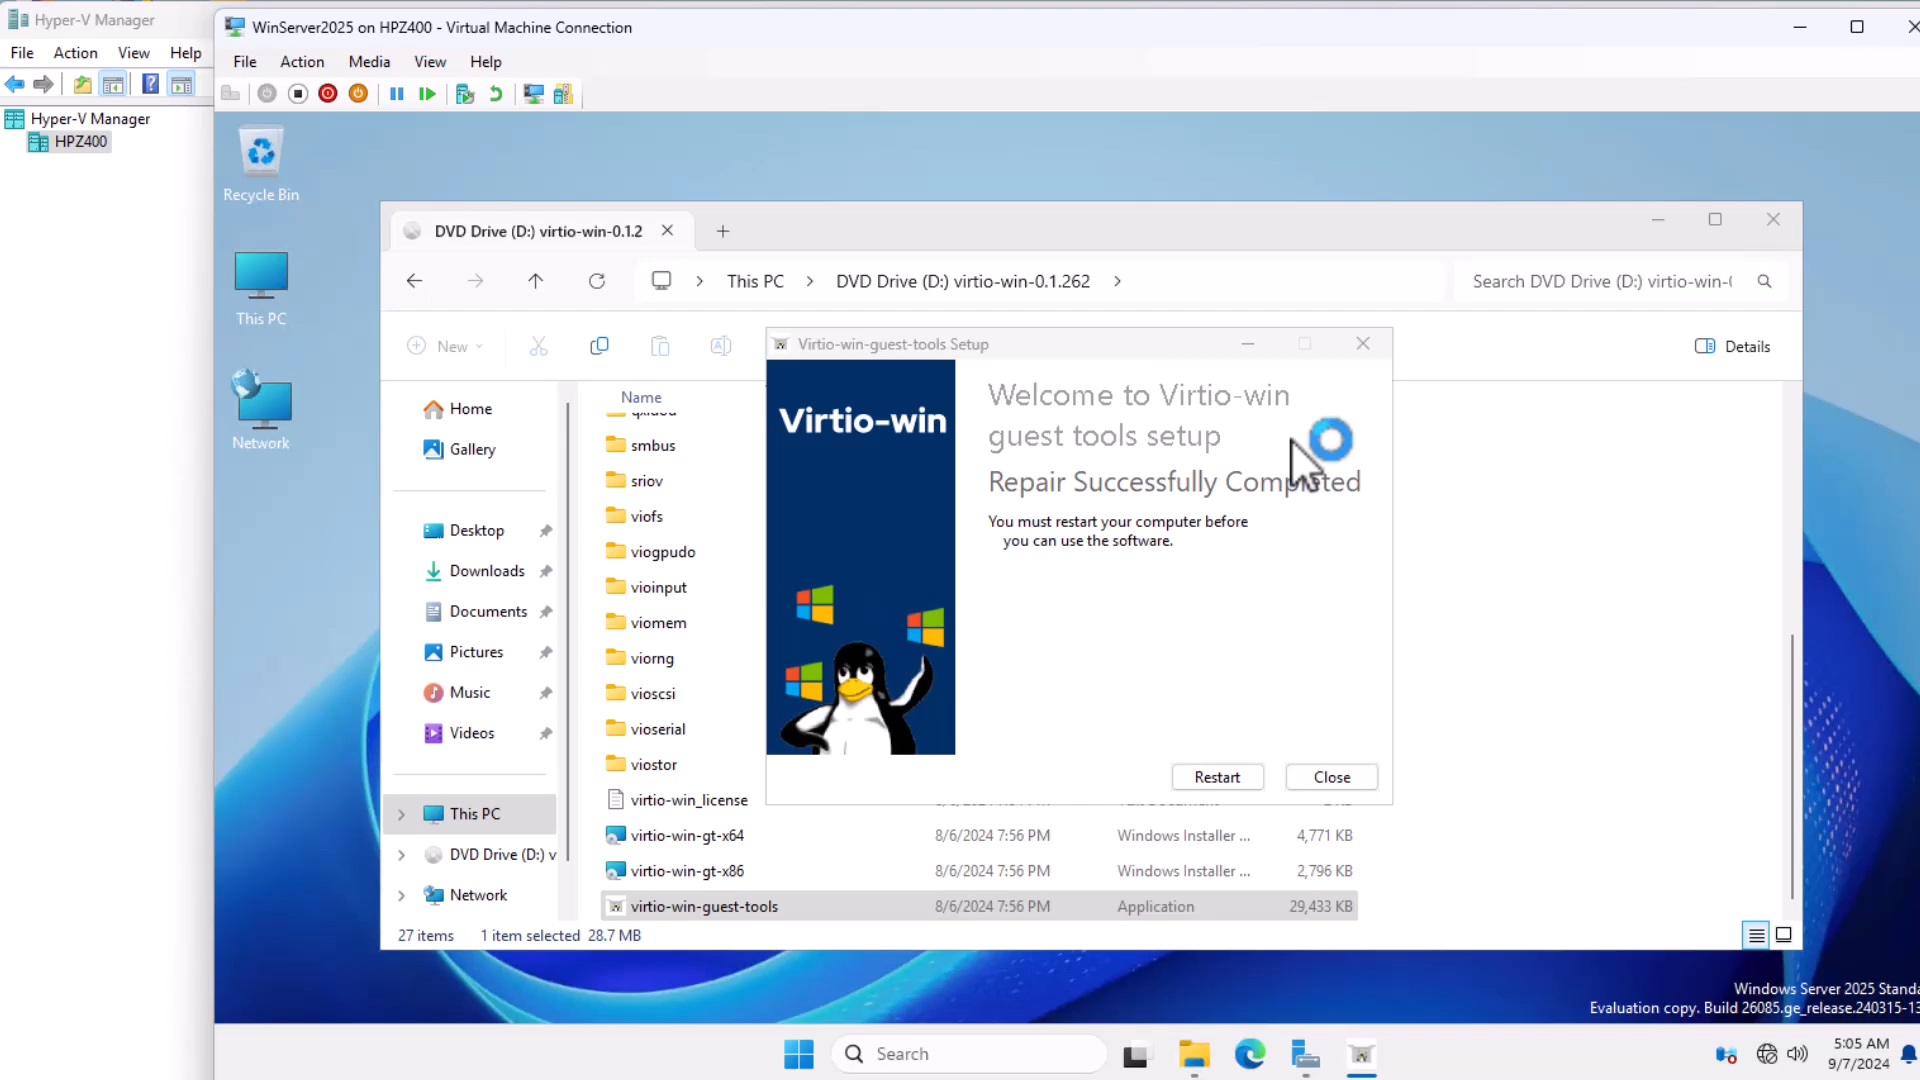 Hyper-V Manager
File Action View Help
Hyper-V Manager
HPZ400
WinServer2025 on HPZ400 - Virtual Machine Connection
File Action Media View Help
Recycle Bin
This PC
Network
DVD Drive (D:) virtio-win-0.1.2
This PC > DVD Drive (D:) virtio-win-0.1.262 >
Search DVD Drive (D:) virtio-win-(
New
Details
Home
Gallery
Desktop
Downloads
Documents
Pictures
Music
Videos
This PC
DVD Drive (D:) v
Network
Name
smbus
sriov
viofs
viogpudo
vioinput
viomem
viorng
vioscsi
vioserial
viostor
virtio-win_license
virtio-win-gt-x64 8/6/2024 7:56 PM Windows Installer ... 4,771 KB
virtio-win-gt-x86 8/6/2024 7:56 PM Windows Installer ... 2,796 KB
virtio-win-guest-tools 8/6/2024 7:56 PM Application 29,433 KB
27 items 1 item selected 28.7 MB
Virtio-win-guest-tools Setup
Virtio-win
Welcome to Virtio-win
guest tools setup
Repair Successfully Completed
You must restart your computer before
you can use the software.
Restart
Close
Windows Server 2025 Standa
Evaluation copy. Build 26085.ge_release.240315-13
Search
5:05 AM
9/7/2024